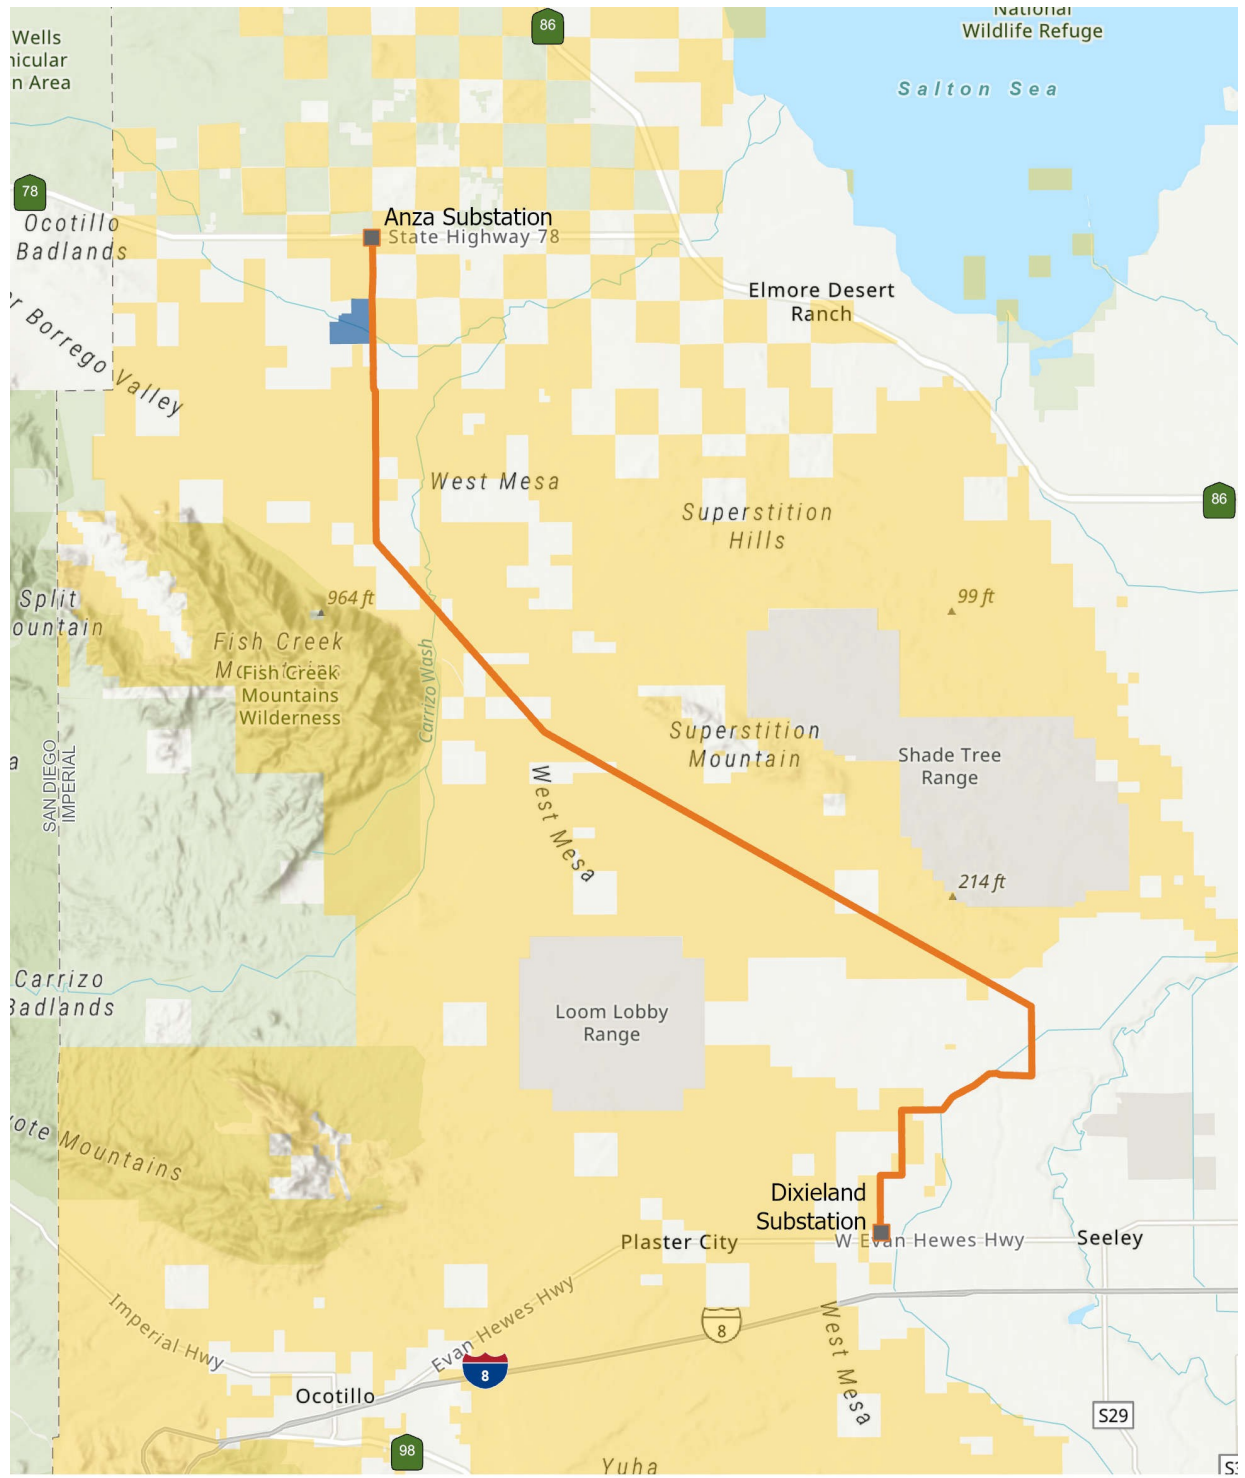 National
Wildlife Refuge
Wells
nicular
n Area
86
Salton Sea
78
Ocotillo
Badlands
Anza Substation
State Highway 78
Elmore Desert
Ranch
r Borrego Valley
West Mesa
Superstition
Hills
86
Split
ountain
964 ft
99 ft
Fish Creek
Fish Creek
Mountains
Wilderness
Carrizo Wash
Superstition
Mountain
Shade Tree
Range
a
SAN DIEGO
IMPERIAL
West Mesa
214 ft
Carrizo
Badlands
Loom Lobby
Range
yote Mountains
Dixieland
Substation
Plaster City
W Evan Hewes Hwy
Seeley
Imperial Hwy
Evan Hewes Hwy
8
West Mesa
8
Ocotillo
S29
98
Yuha
S3